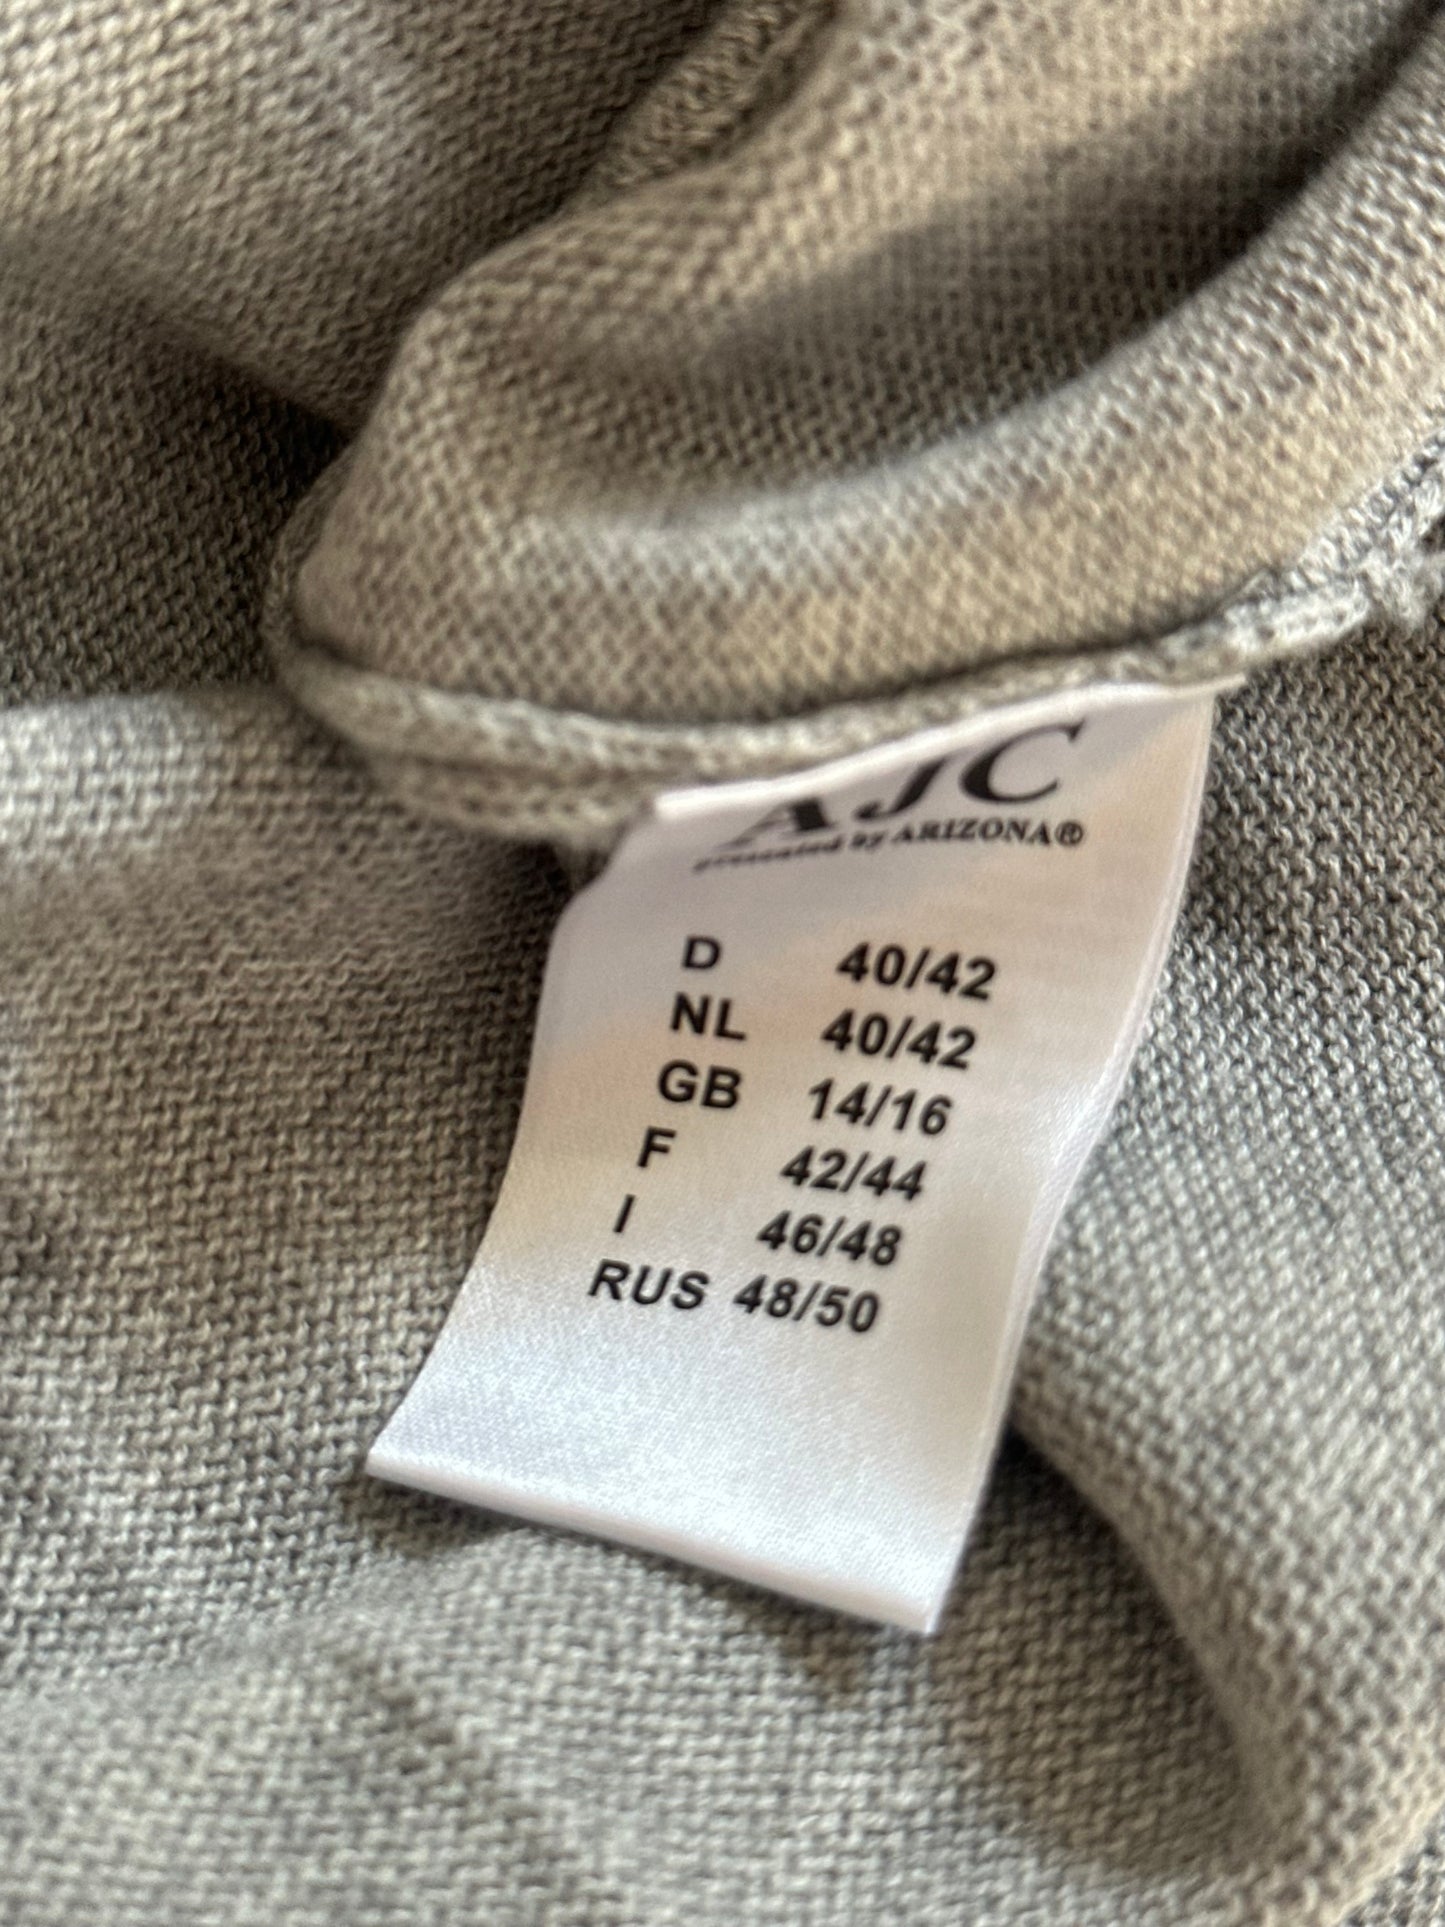 AJC
presented by ARIZONA®
D 40/42
NL 40/42
GB 14/16
F 42/44
I 46/48
RUS 48/50